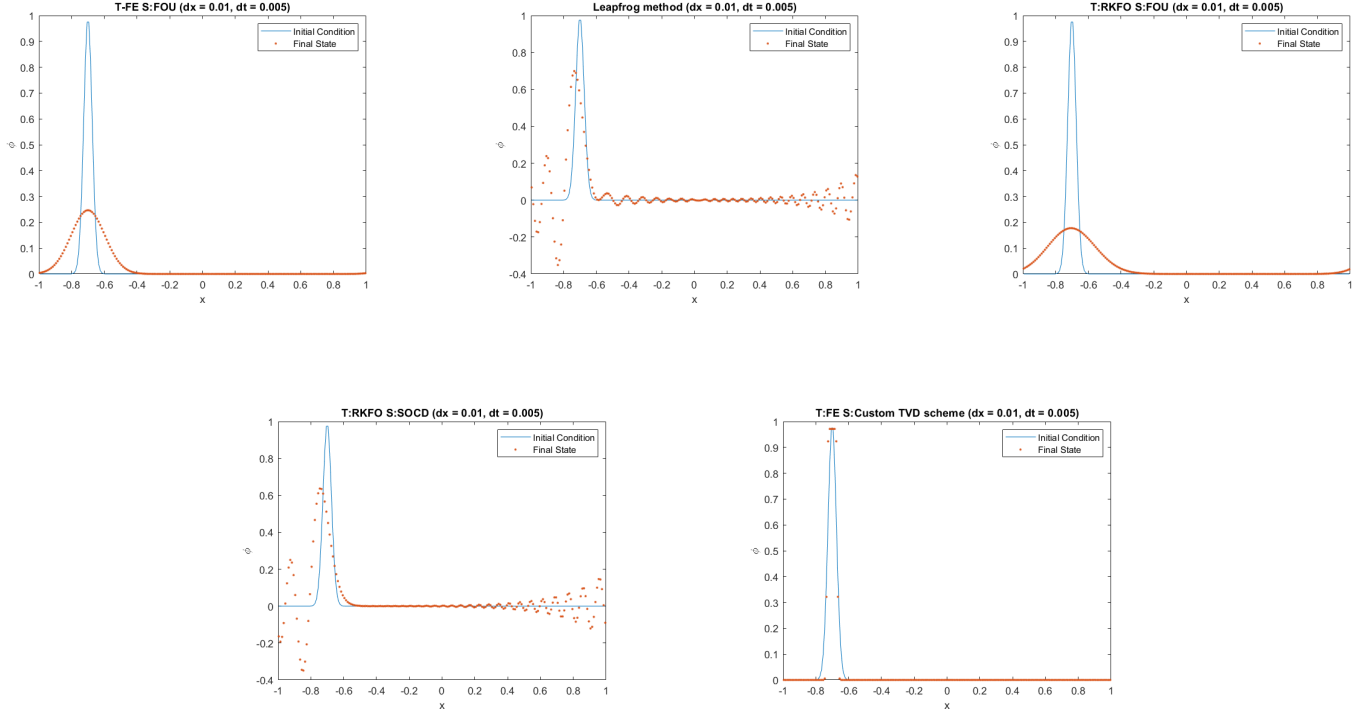 T-FE S:FOU (dx = 0.01, dt = 0.005)
Initial Condition
Final State
1
0.9
0.8
0.7
0.6
0.5
0.4
0.3
0.2
0.1
0
ϕ
-1 -0.8 -0.6 -0.4 -0.2 0 0.2 0.4 0.6 0.8 1
x
Leapfrog method (dx = 0.01, dt = 0.005)
Initial Condition
Final State
1
0.8
0.6
0.4
0.2
0
-0.2
-0.4
ϕ
-1 -0.8 -0.6 -0.4 -0.2 0 0.2 0.4 0.6 0.8 1
x
T:RKFO S:FOU (dx = 0.01, dt = 0.005)
Initial Condition
Final State
1
0.9
0.8
0.7
0.6
0.5
0.4
0.3
0.2
0.1
0
ϕ
-1 -0.8 -0.6 -0.4 -0.2 0 0.2 0.4 0.6 0.8 1
x
T:RKFO S:SOCD (dx = 0.01, dt = 0.005)
Initial Condition
Final State
1
0.8
0.6
0.4
0.2
0
-0.2
-0.4
ϕ
-1 -0.8 -0.6 -0.4 -0.2 0 0.2 0.4 0.6 0.8 1
x
T:FE S:Custom TVD scheme (dx = 0.01, dt = 0.005)
Initial Condition
Final State
1
0.9
0.8
0.7
0.6
0.5
0.4
0.3
0.2
0.1
0
ϕ
-1 -0.8 -0.6 -0.4 -0.2 0 0.2 0.4 0.6 0.8 1
x